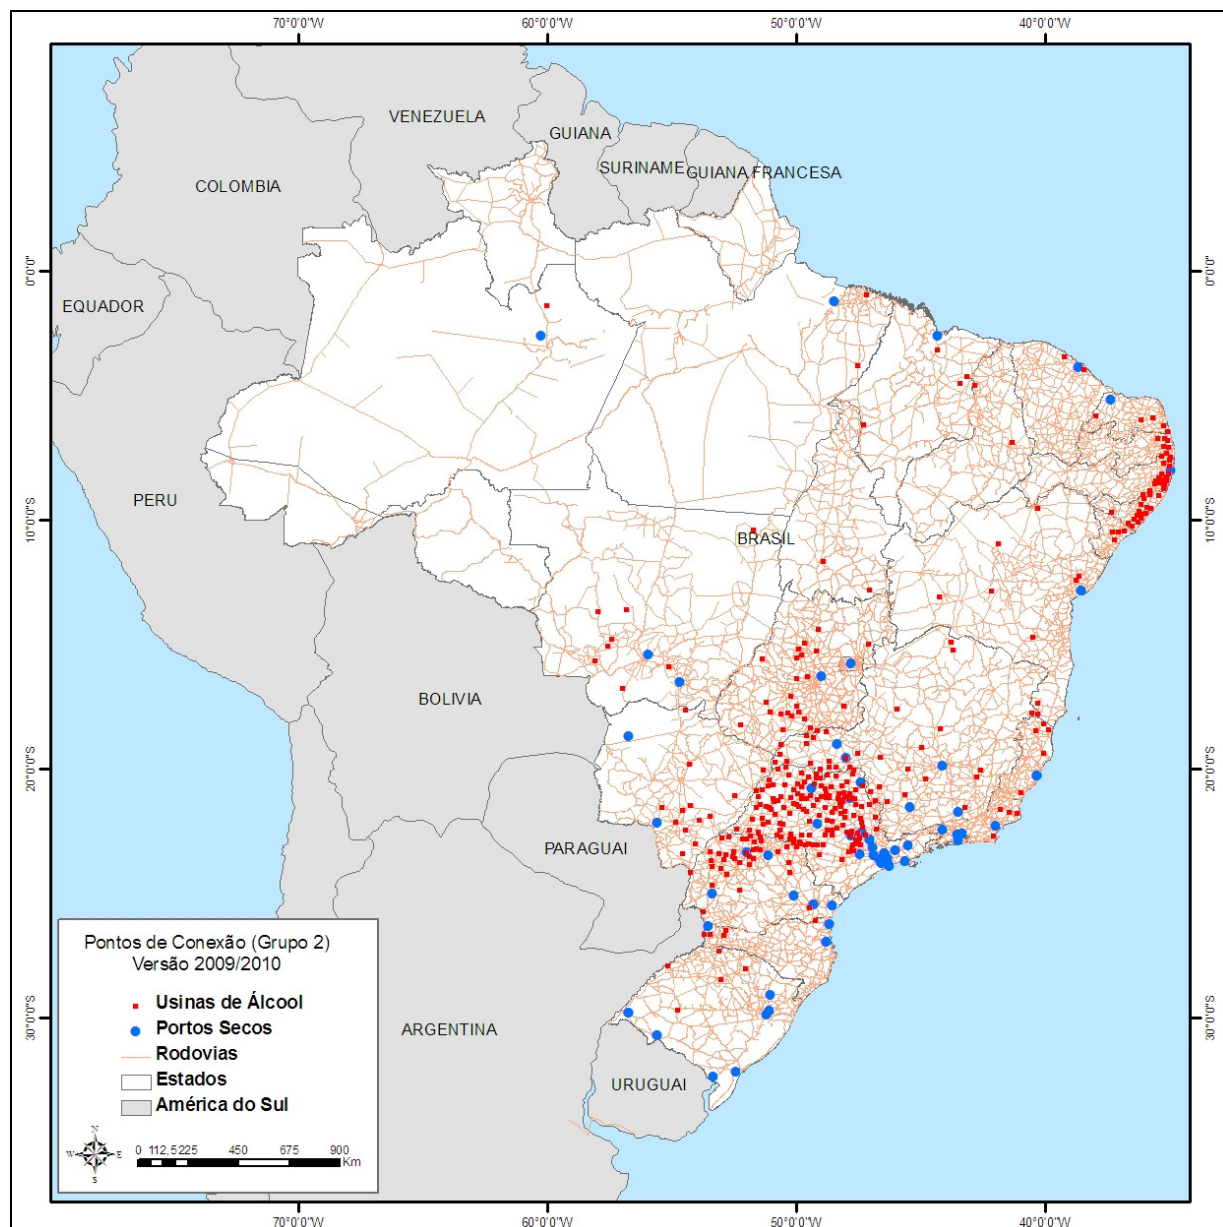 70°0'0"W 60°0'0"W 50°0'0"W 40°0'0"W
VENEZUELA
GUIANA
SURINAME
GUIANA FRANCESA
COLOMBIA
0°0'0" 0°0'0"
EQUADOR
PERU
10°0'0"S 10°0'0"S
BRASIL
BOLIVIA
20°0'0"S 20°0'0"S
PARAGUAI
Pontos de Conexão (Grupo 2)
Versão 2009/2010
Usinas de Álcool
Portos Secos
Rodovias
Estados
América do Sul
N
W E
S
0 112,5 225 450 675 900
Km
ARGENTINA
30°0'0"S 30°0'0"S
URUGUAI
70°0'0"W 60°0'0"W 50°0'0"W 40°0'0"W